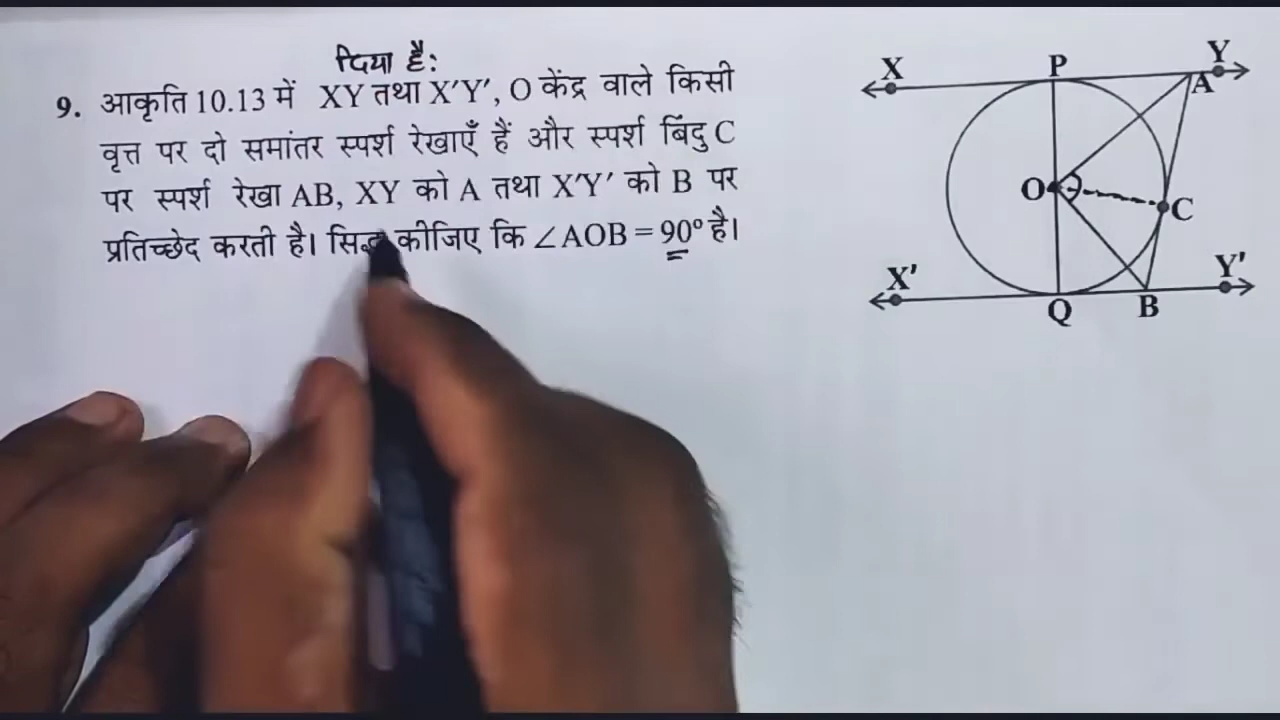 दिया है:
9. आकृति 10.13 में XY तथा X′Y′, O केंद्र वाले किसी
वृत्त पर दो समांतर स्पर्श रेखाएँ हैं और स्पर्श बिंदु C
पर स्पर्श रेखा AB, XY को A तथा X′Y′ को B पर
प्रतिच्छेद करती है। सिद्ध कीजिए कि ∠AOB = 90° है।
X P Y
A
O C
X' Y'
Q B